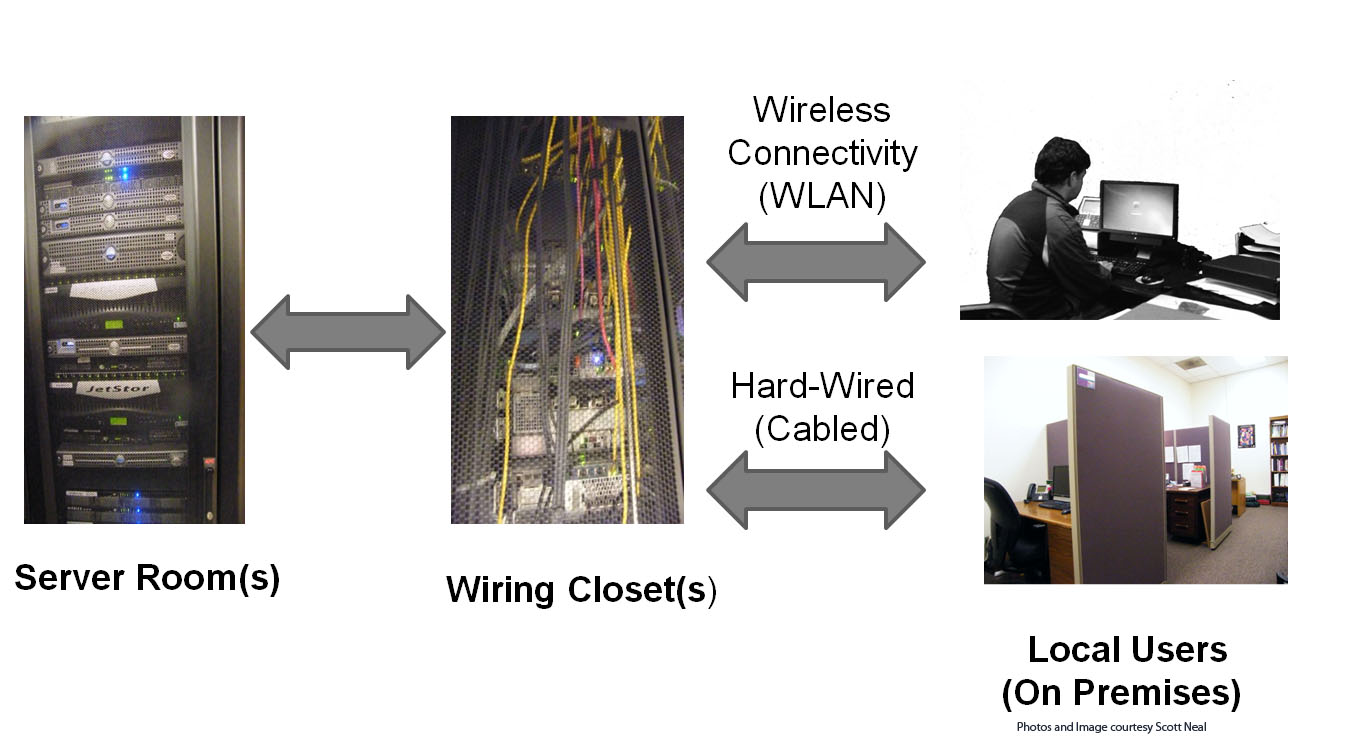 Wireless
Connectivity
(WLAN)
JetStor
Hard-Wired
(Cabled)
Server Room(s)
Wiring Closet(s)
Local Users
(On Premises)
Photos and Image courtesy Scott Neal